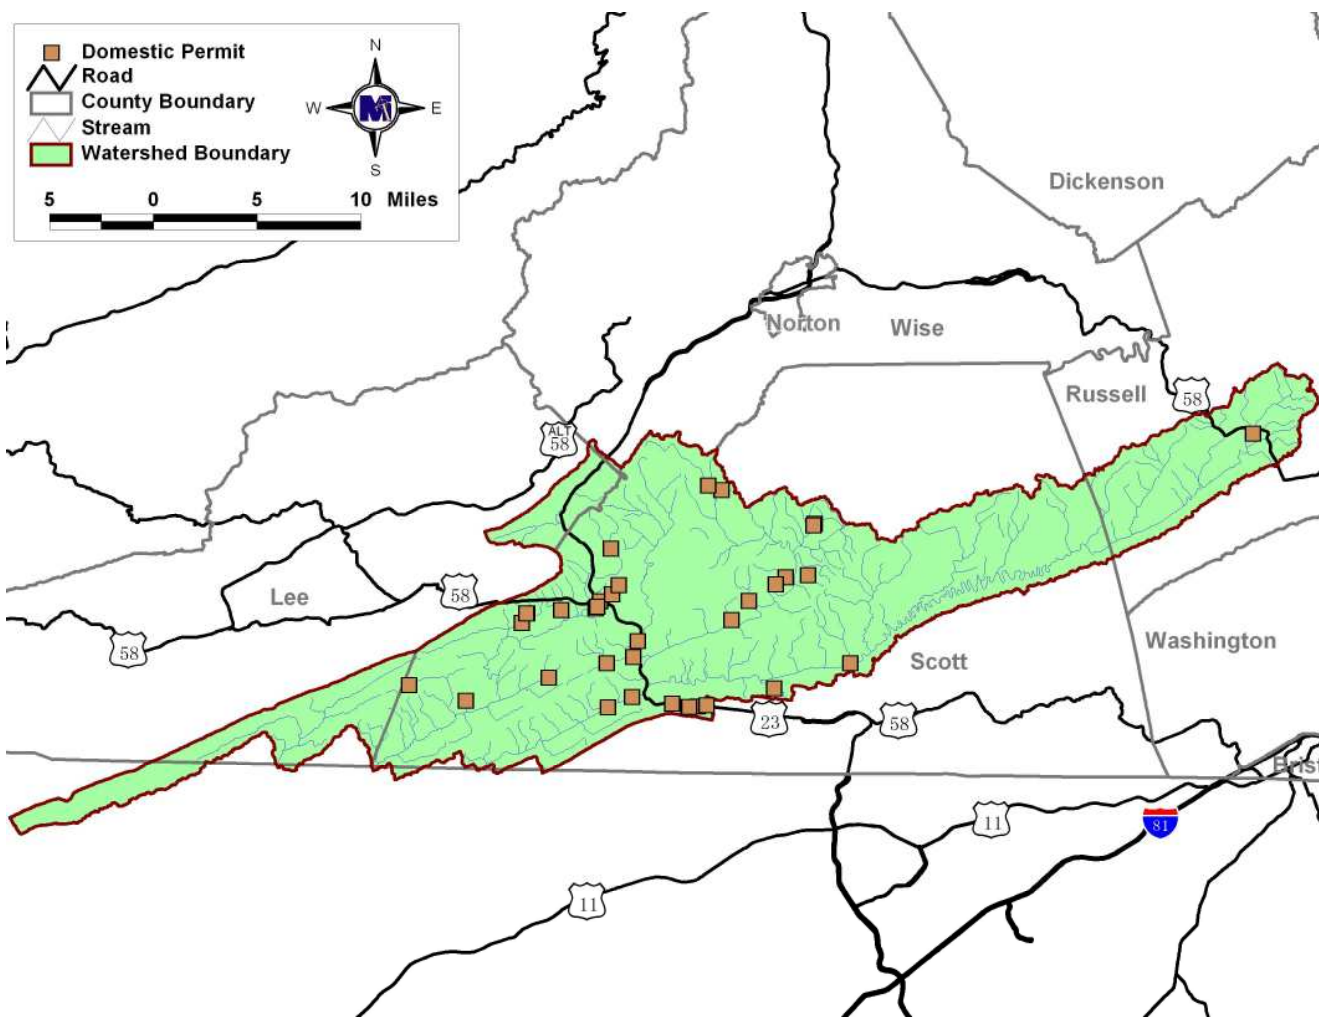 Domestic Permit
Road
County Boundary
Stream
Watershed Boundary
N
W
E
S
5 0 5 10 Miles
Dickenson
Norton
Wise
Russell
58
ALT
58
Lee
58
58
Washington
Scott
23
58
Brist
11
81
11